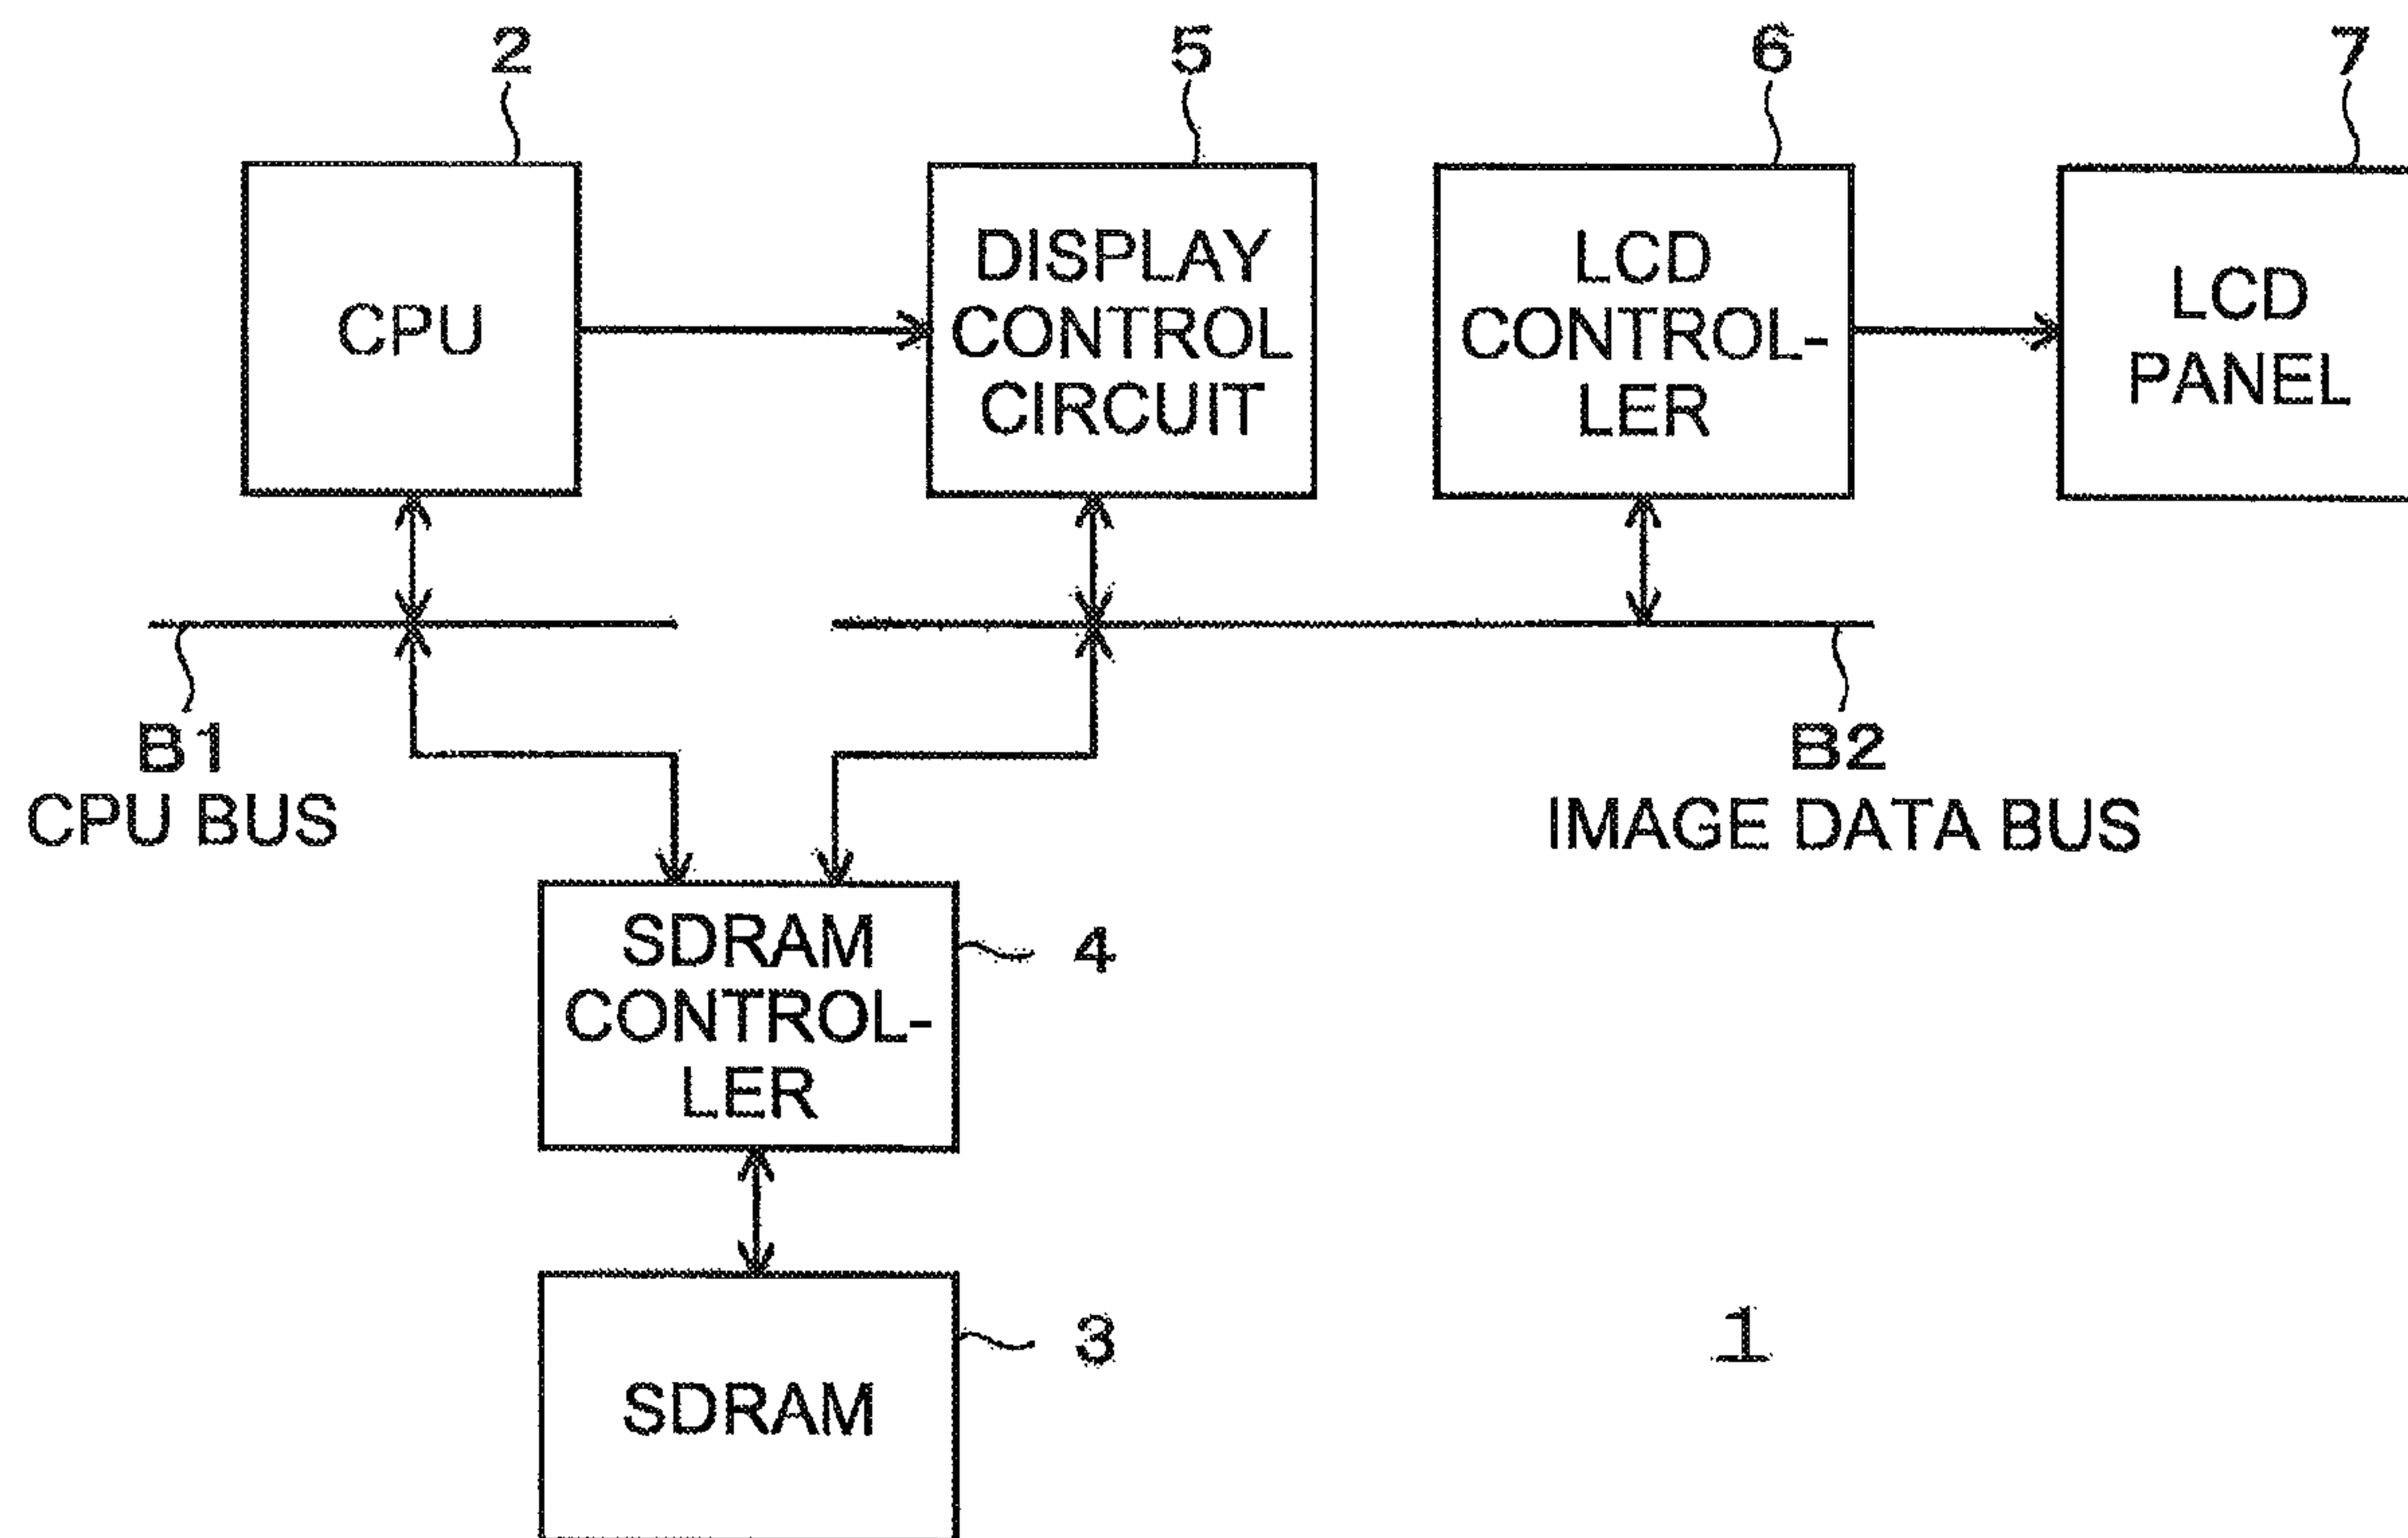 2
5
6
7
CPU
DISPLAY
CONTROL
CIRCUIT
LCD
CONTROL-
LER
LCD
PANEL
B1
CPU BUS
B2
IMAGE DATA BUS
SDRAM
CONTROL-
LER
4
SDRAM
3
1